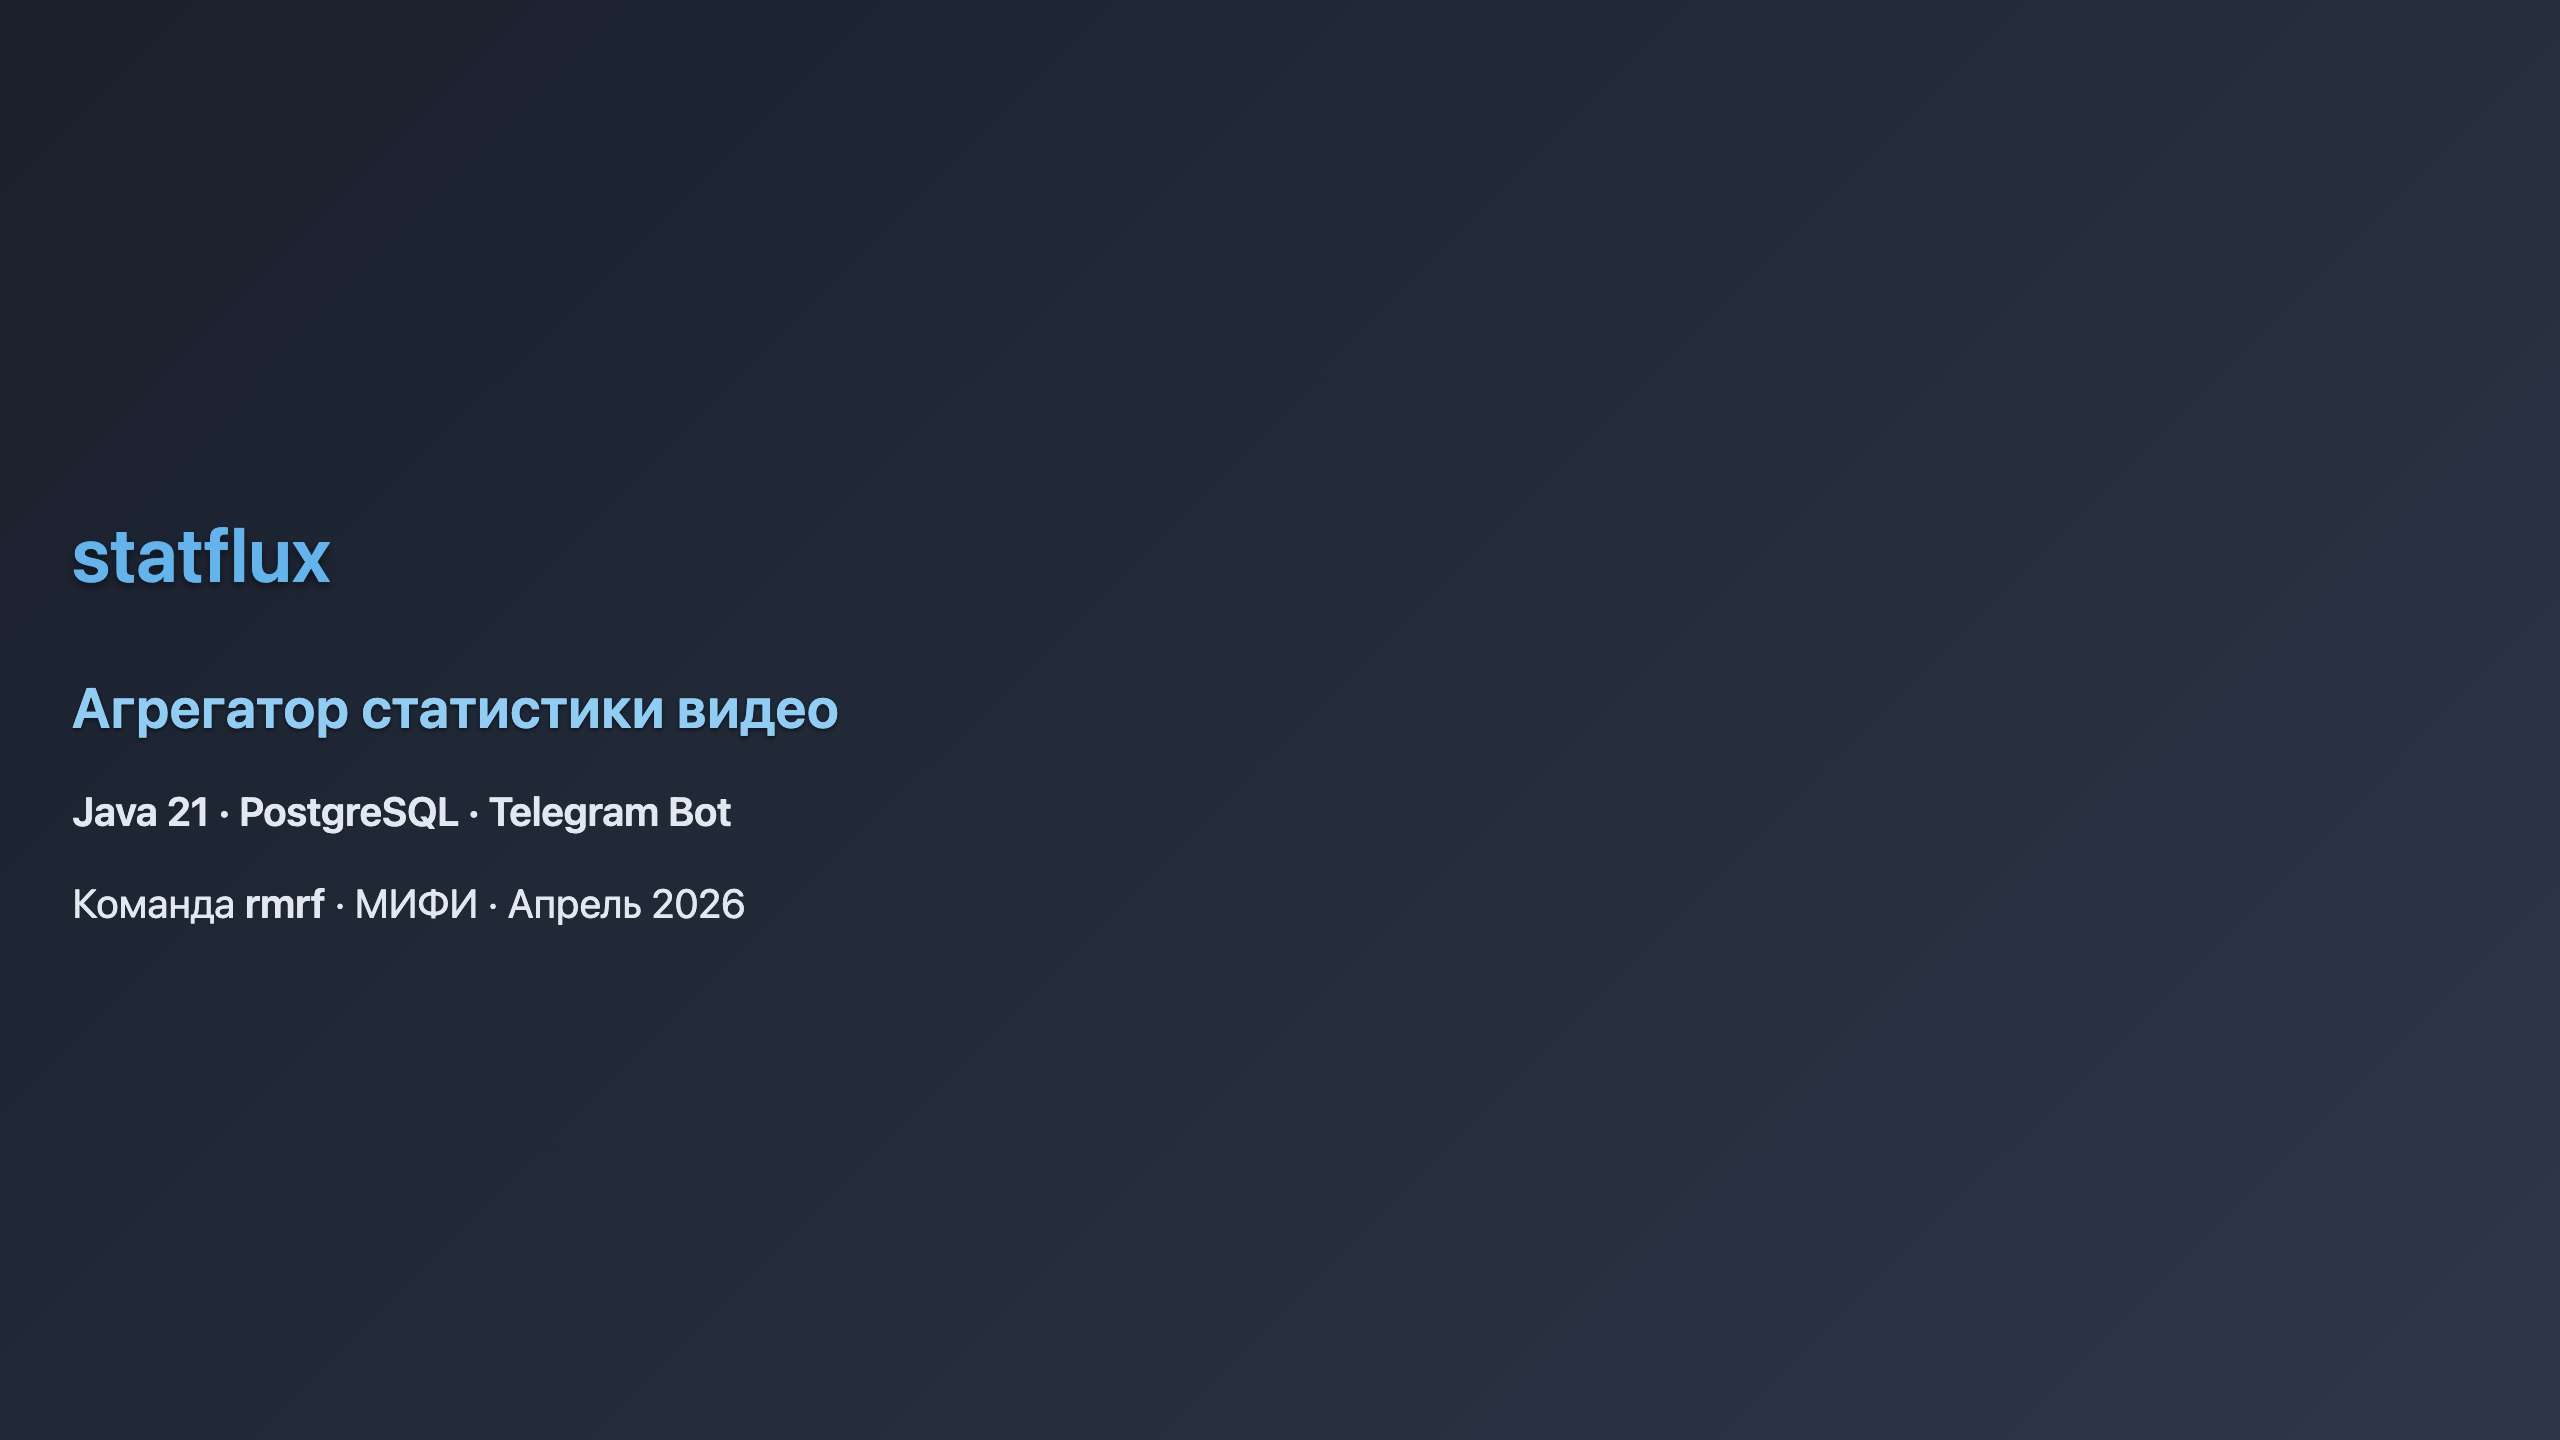 statflux
Агрегатор статистики видео
Java 21 · PostgreSQL · Telegram Bot
Команда rmrf · МИФИ · Апрель 2026